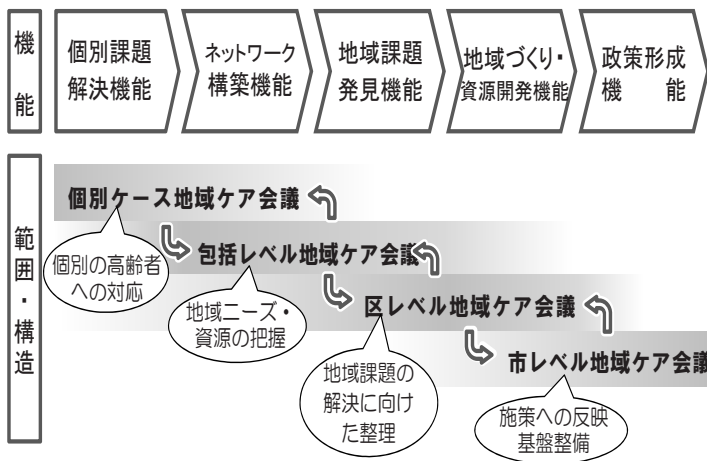 機能
個別課題
解決機能
ネットワーク
構築機能
地域課題
発見機能
地域づくり・
資源開発機能
政策形成
機能
範囲・構造
個別ケース地域ケア会議
個別の高齢者
への対応
包括レベル地域ケア会議
地域ニーズ・
資源の把握
区レベル地域ケア会議
地域課題の
解決に向け
た整理
市レベル地域ケア会議
施策への反映
基盤整備